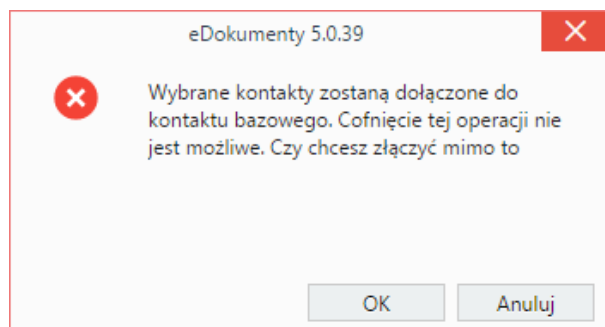 eDokumenty 5.0.39
Wybrane kontakty zostaną dołączone do
kontaktu bazowego. Cofnięcie tej operacji nie
jest możliwe. Czy chcesz złączyć mimo to
OK
Anuluj